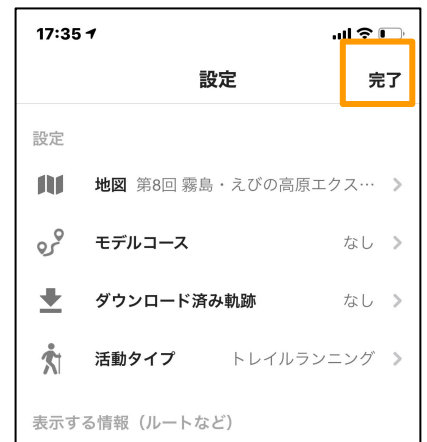 17:35
設定
完了
設定
地図 第8回 霧島・えびの高原エクス…
モデルコース なし
ダウンロード済み軌跡 なし
活動タイプ トレイルランニング
表示する情報（ルートなど）